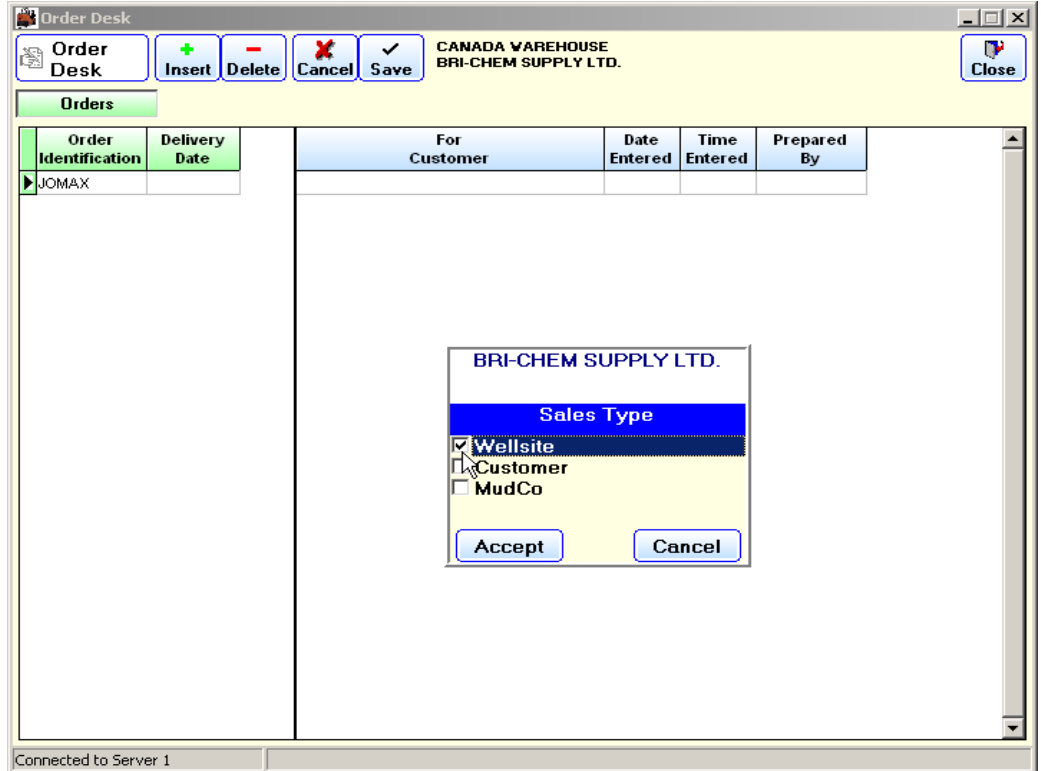 Order Desk
Order
Desk
Insert
Delete
Cancel
Save
CANADA WAREHOUSE
BRI-CHEM SUPPLY LTD.
Close
Orders
Order
Identification
Delivery
Date
For
Customer
Date
Entered
Time
Entered
Prepared
By
JOMAX
BRI-CHEM SUPPLY LTD.
Sales Type
Wellsite
Customer
MudCo
Accept
Cancel
Connected to Server 1